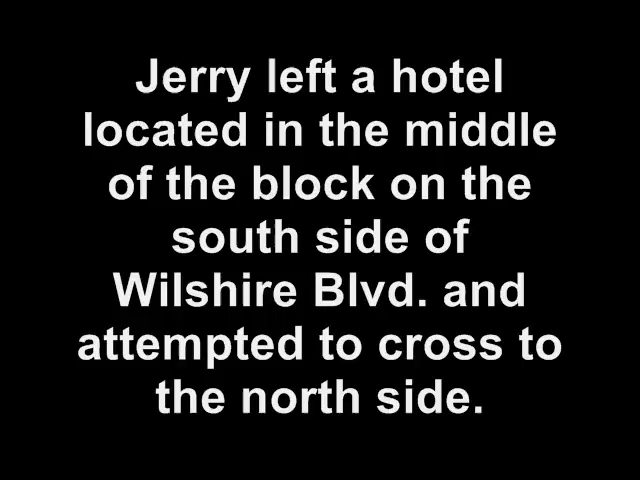 Jerry left a hotel
located in the middle
of the block on the
south side of
Wilshire Blvd. and
attempted to cross to
the north side.